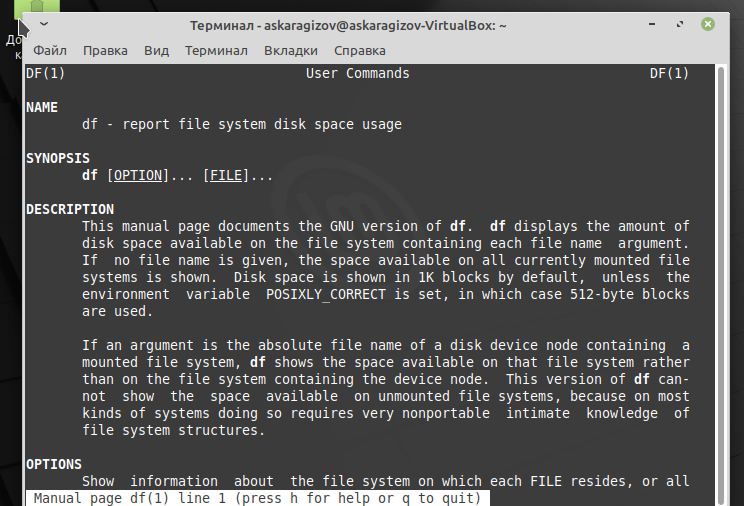 До
к
Терминал - askaragizov@askaragizov-VirtualBox: ~
Файл Правка Вид Терминал Вкладки Справка
DF(1) User Commands DF(1)
NAME
df - report file system disk space usage
SYNOPSIS
df [OPTION]... [FILE]...
DESCRIPTION
This manual page documents the GNU version of df. df displays the amount of
disk space available on the file system containing each file name argument.
If no file name is given, the space available on all currently mounted file
systems is shown. Disk space is shown in 1K blocks by default, unless the
environment variable POSIXLY_CORRECT is set, in which case 512-byte blocks
are used.
If an argument is the absolute file name of a disk device node containing a
mounted file system, df shows the space available on that file system rather
than on the file system containing the device node. This version of df can-
not show the space available on unmounted file systems, because on most
kinds of systems doing so requires very nonportable intimate knowledge of
file system structures.
OPTIONS
Show information about the file system on which each FILE resides, or all
Manual page df(1) line 1 (press h for help or q to quit)